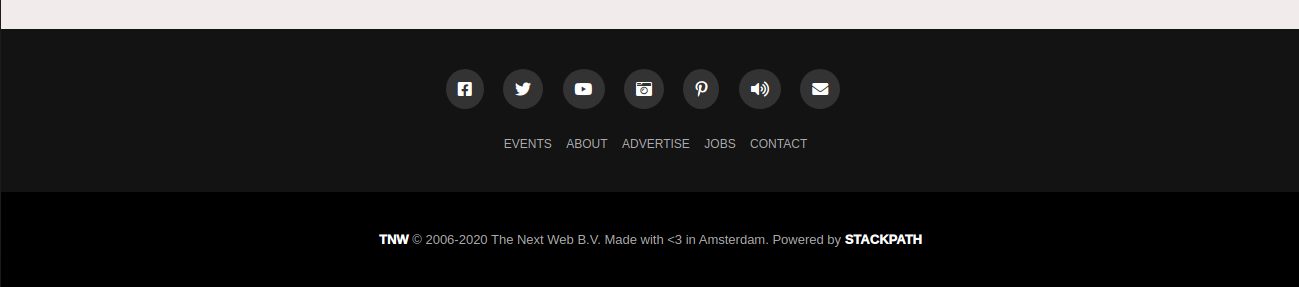 EVENTS ABOUT ADVERTISE JOBS CONTACT
TNW © 2006-2020 The Next Web B.V. Made with <3 in Amsterdam. Powered by STACKPATH